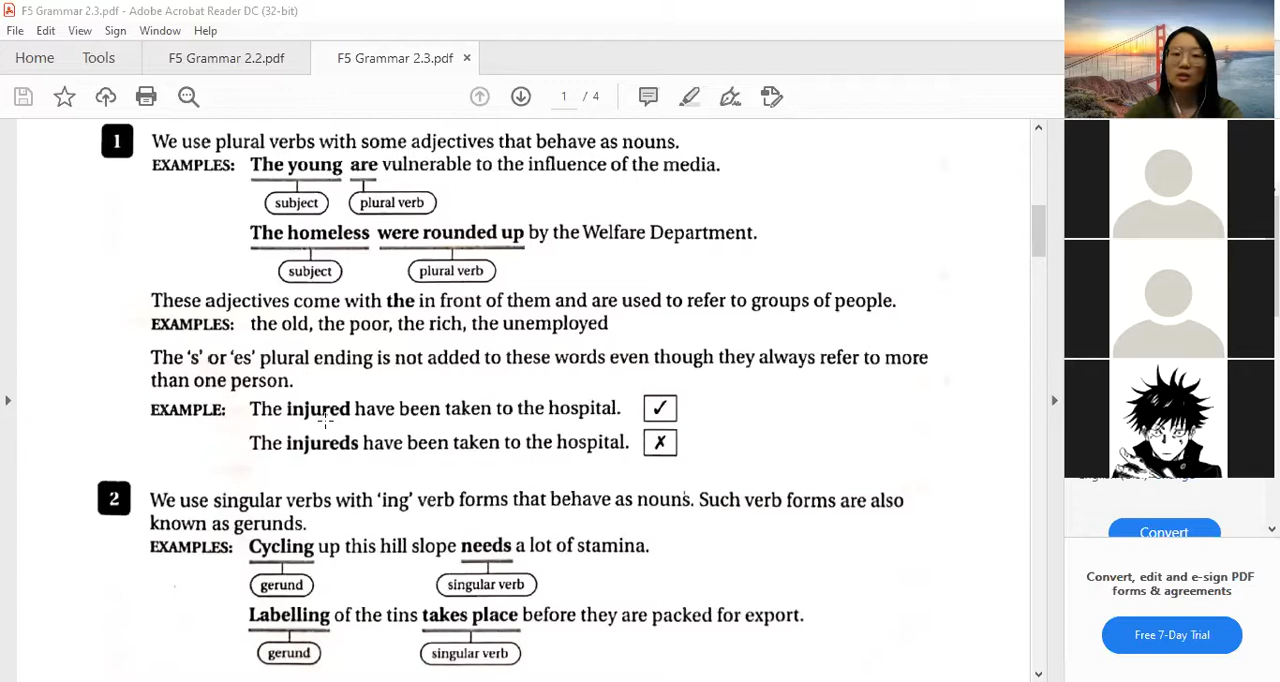 F5 Grammar 2.3.pdf - Adobe Acrobat Reader DC (32-bit)
File Edit View Sign Window Help
Home Tools F5 Grammar 2.2.pdf F5 Grammar 2.3.pdf ×
1 / 4
1 We use plural verbs with some adjectives that behave as nouns.
EXAMPLES: The young are vulnerable to the influence of the media.
subject plural verb
The homeless were rounded up by the Welfare Department.
subject plural verb
These adjectives come with the in front of them and are used to refer to groups of people.
EXAMPLES: the old, the poor, the rich, the unemployed
The ‘s’ or ‘es’ plural ending is not added to these words even though they always refer to more
than one person.
EXAMPLE: The injured have been taken to the hospital. ✓
The injureds have been taken to the hospital. ✗
2 We use singular verbs with ‘ing’ verb forms that behave as nouns. Such verb forms are also
known as gerunds.
EXAMPLES: Cycling up this hill slope needs a lot of stamina.
gerund singular verb
Labelling of the tins takes place before they are packed for export.
gerund singular verb
Convert
Convert, edit and e-sign PDF
forms & agreements
Free 7-Day Trial